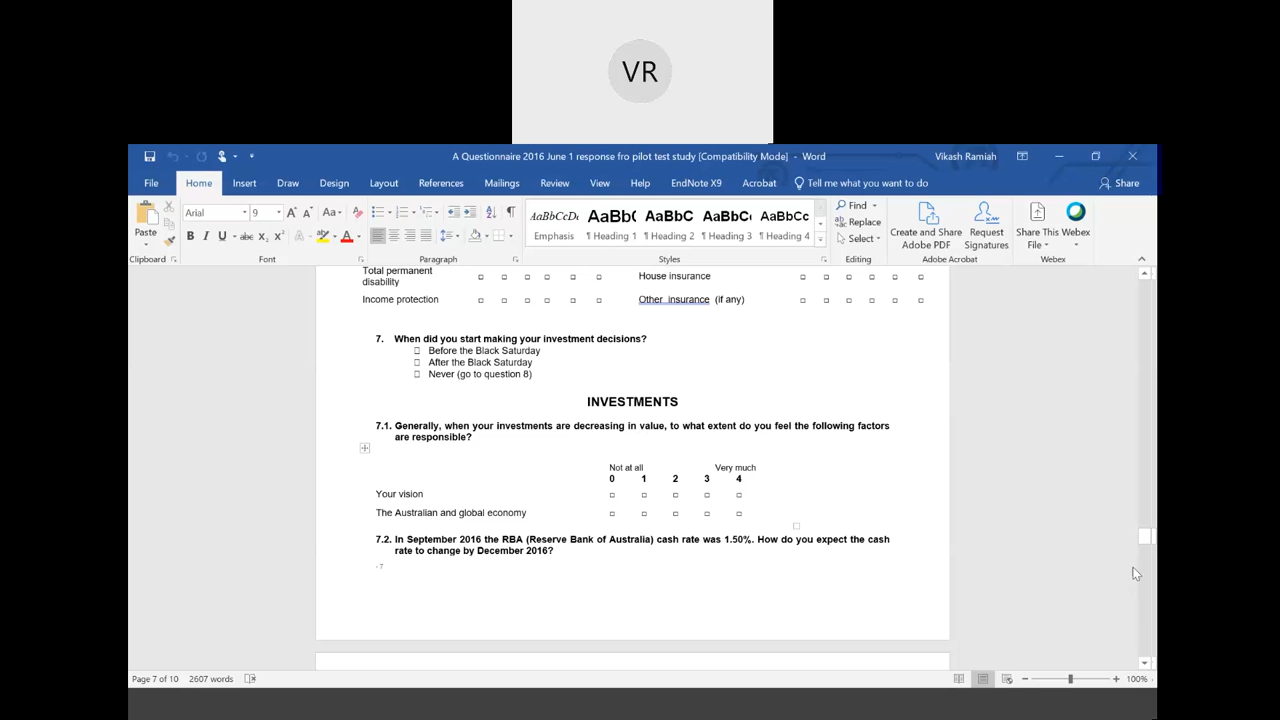 VR
A Questionnaire 2016 June 1 response fro pilot test study [Compatibility Mode] - Word
Vikash Ramiah
File Home Insert Draw Design Layout References Mailings Review View Help EndNote X9 Acrobat Tell me what you want to do Share
Paste
Clipboard
Arial 9
Aa
B I U abc X₂ X² A A
Font
Paragraph
AaBbCcDc AaBbC AaBbC AaBbC AaBbCc
Emphasis ¶ Heading 1 ¶ Heading 2 ¶ Heading 3 ¶ Heading 4
Styles
Find
Replace
Select
Editing
Create and Share Adobe PDF
Request Signatures
Adobe Acrobat
Share This File
Webex
Webex
Total permanent
disability
House insurance
Income protection
Other insurance (if any)
7. When did you start making your investment decisions?
Before the Black Saturday
After the Black Saturday
Never (go to question 8)
INVESTMENTS
7.1. Generally, when your investments are decreasing in value, to what extent do you feel the following factors
are responsible?
Not at all Very much
0 1 2 3 4
Your vision
The Australian and global economy
7.2. In September 2016 the RBA (Reserve Bank of Australia) cash rate was 1.50%. How do you expect the cash
rate to change by December 2016?
- 7
Page 7 of 10 2607 words 100%